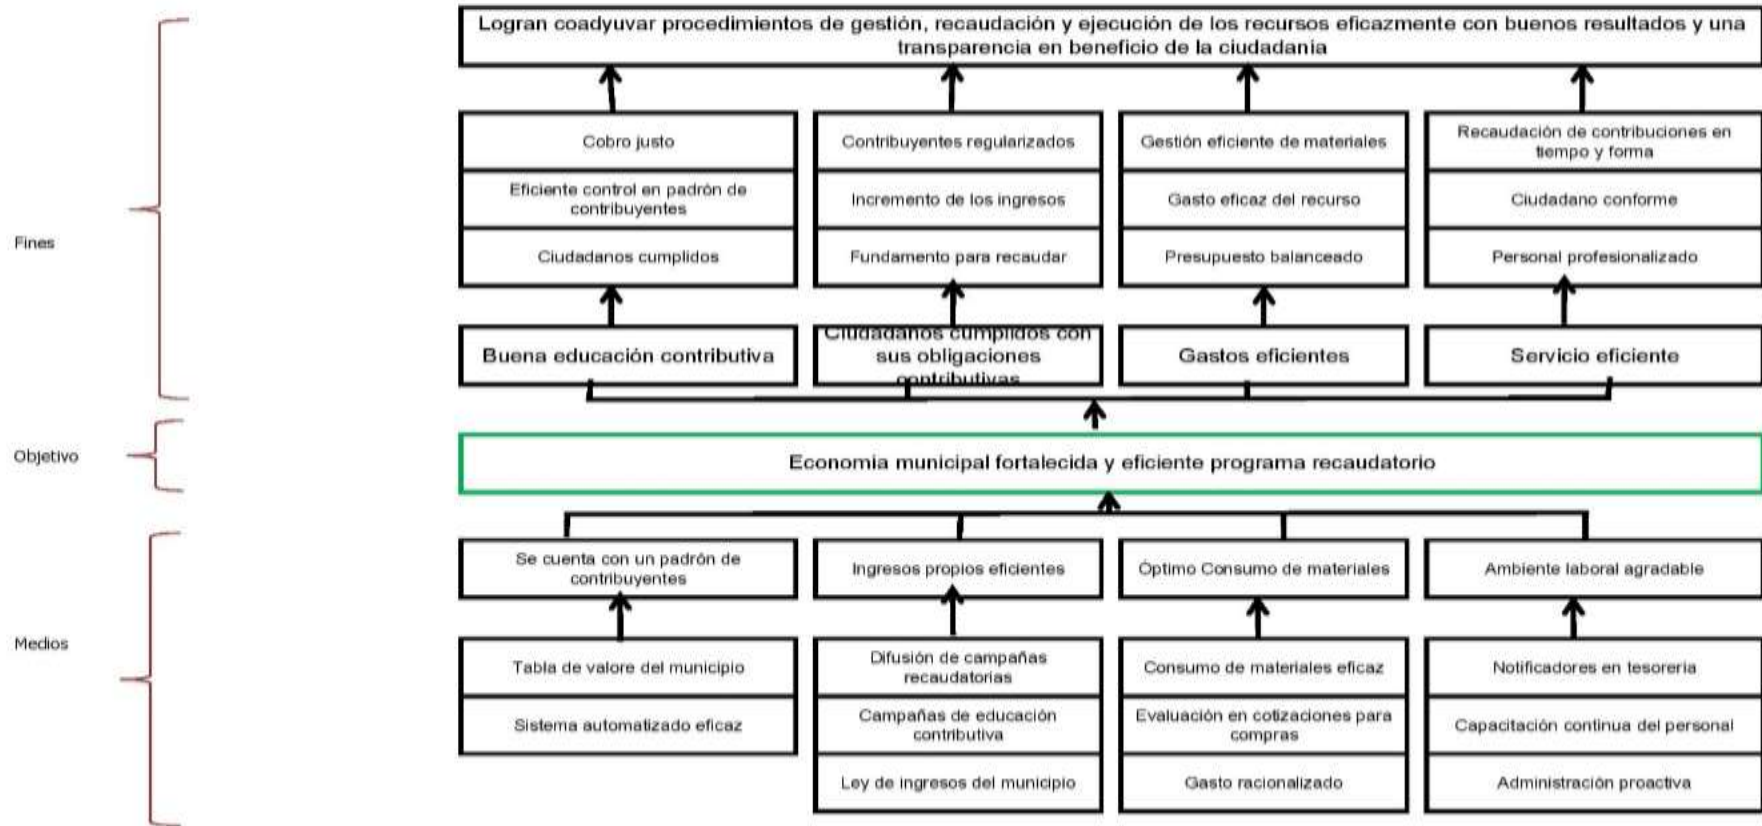 Logran coadyuvar procedimientos de gestión, recaudación y ejecución de los recursos eficazmente con buenos resultados y una
transparencia en beneficio de la ciudadanía
Cobro justo
Contribuyentes regularizados
Gestión eficiente de materiales
Recaudación de contribuciones en
tiempo y forma
Eficiente control en padrón de
contribuyentes
Incremento de los ingresos
Gasto eficaz del recurso
Ciudadano conforme
Fines
Ciudadanos cumplidos
Fundamento para recaudar
Presupuesto balanceado
Personal profesionalizado
Buena educación contributiva
Ciudadanos cumplidos con
sus obligaciones
contributivas
Gastos eficientes
Servicio eficiente
Objetivo
Economía municipal fortalecida y eficiente programa recaudatorio
Se cuenta con un padrón de
contribuyentes
Ingresos propios eficientes
Óptimo Consumo de materiales
Ambiente laboral agradable
Medios
Tabla de valore del municipio
Difusión de campañas
recaudatorias
Consumo de materiales eficaz
Notificadores en tesorería
Sistema automatizado eficaz
Campañas de educación
contributiva
Evaluación en cotizaciones para
compras
Capacitación continua del personal
Ley de ingresos del municipio
Gasto racionalizado
Administración proactiva